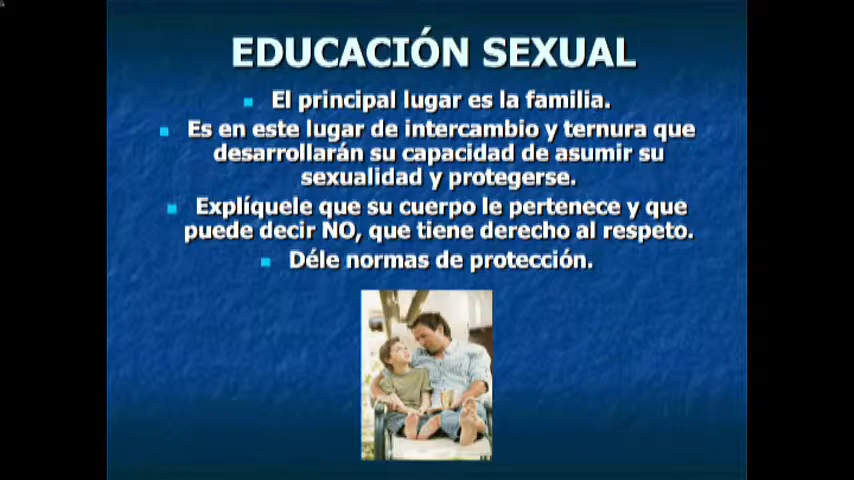 EDUCACIÓN SEXUAL
El principal lugar es la familia.
Es en este lugar de intercambio y ternura que
desarrollarán su capacidad de asumir su
sexualidad y protegerse.
Explíquele que su cuerpo le pertenece y que
puede decir NO, que tiene derecho al respeto.
Déle normas de protección.